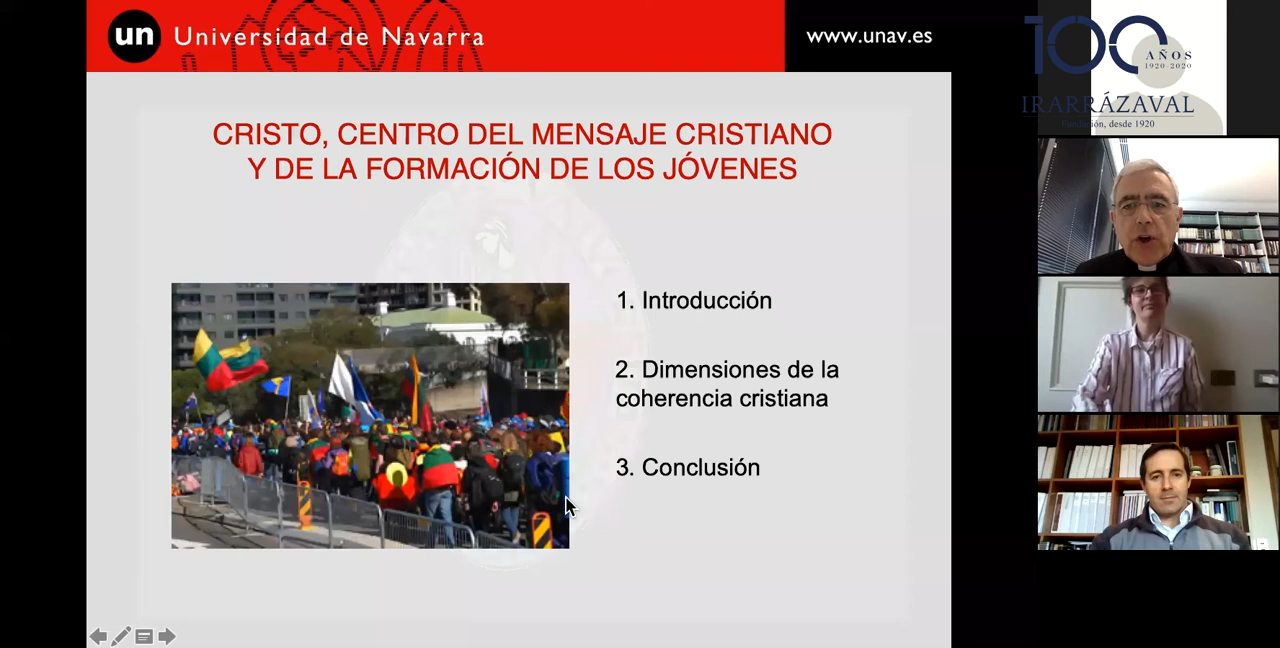 un Universidad de Navarra
www.unav.es
100 AÑOS
1920-2020
IRARRÁZAVAL
Fundación, desde 1920
CRISTO, CENTRO DEL MENSAJE CRISTIANO
Y DE LA FORMACIÓN DE LOS JÓVENES
1. Introducción
2. Dimensiones de la
coherencia cristiana
3. Conclusión